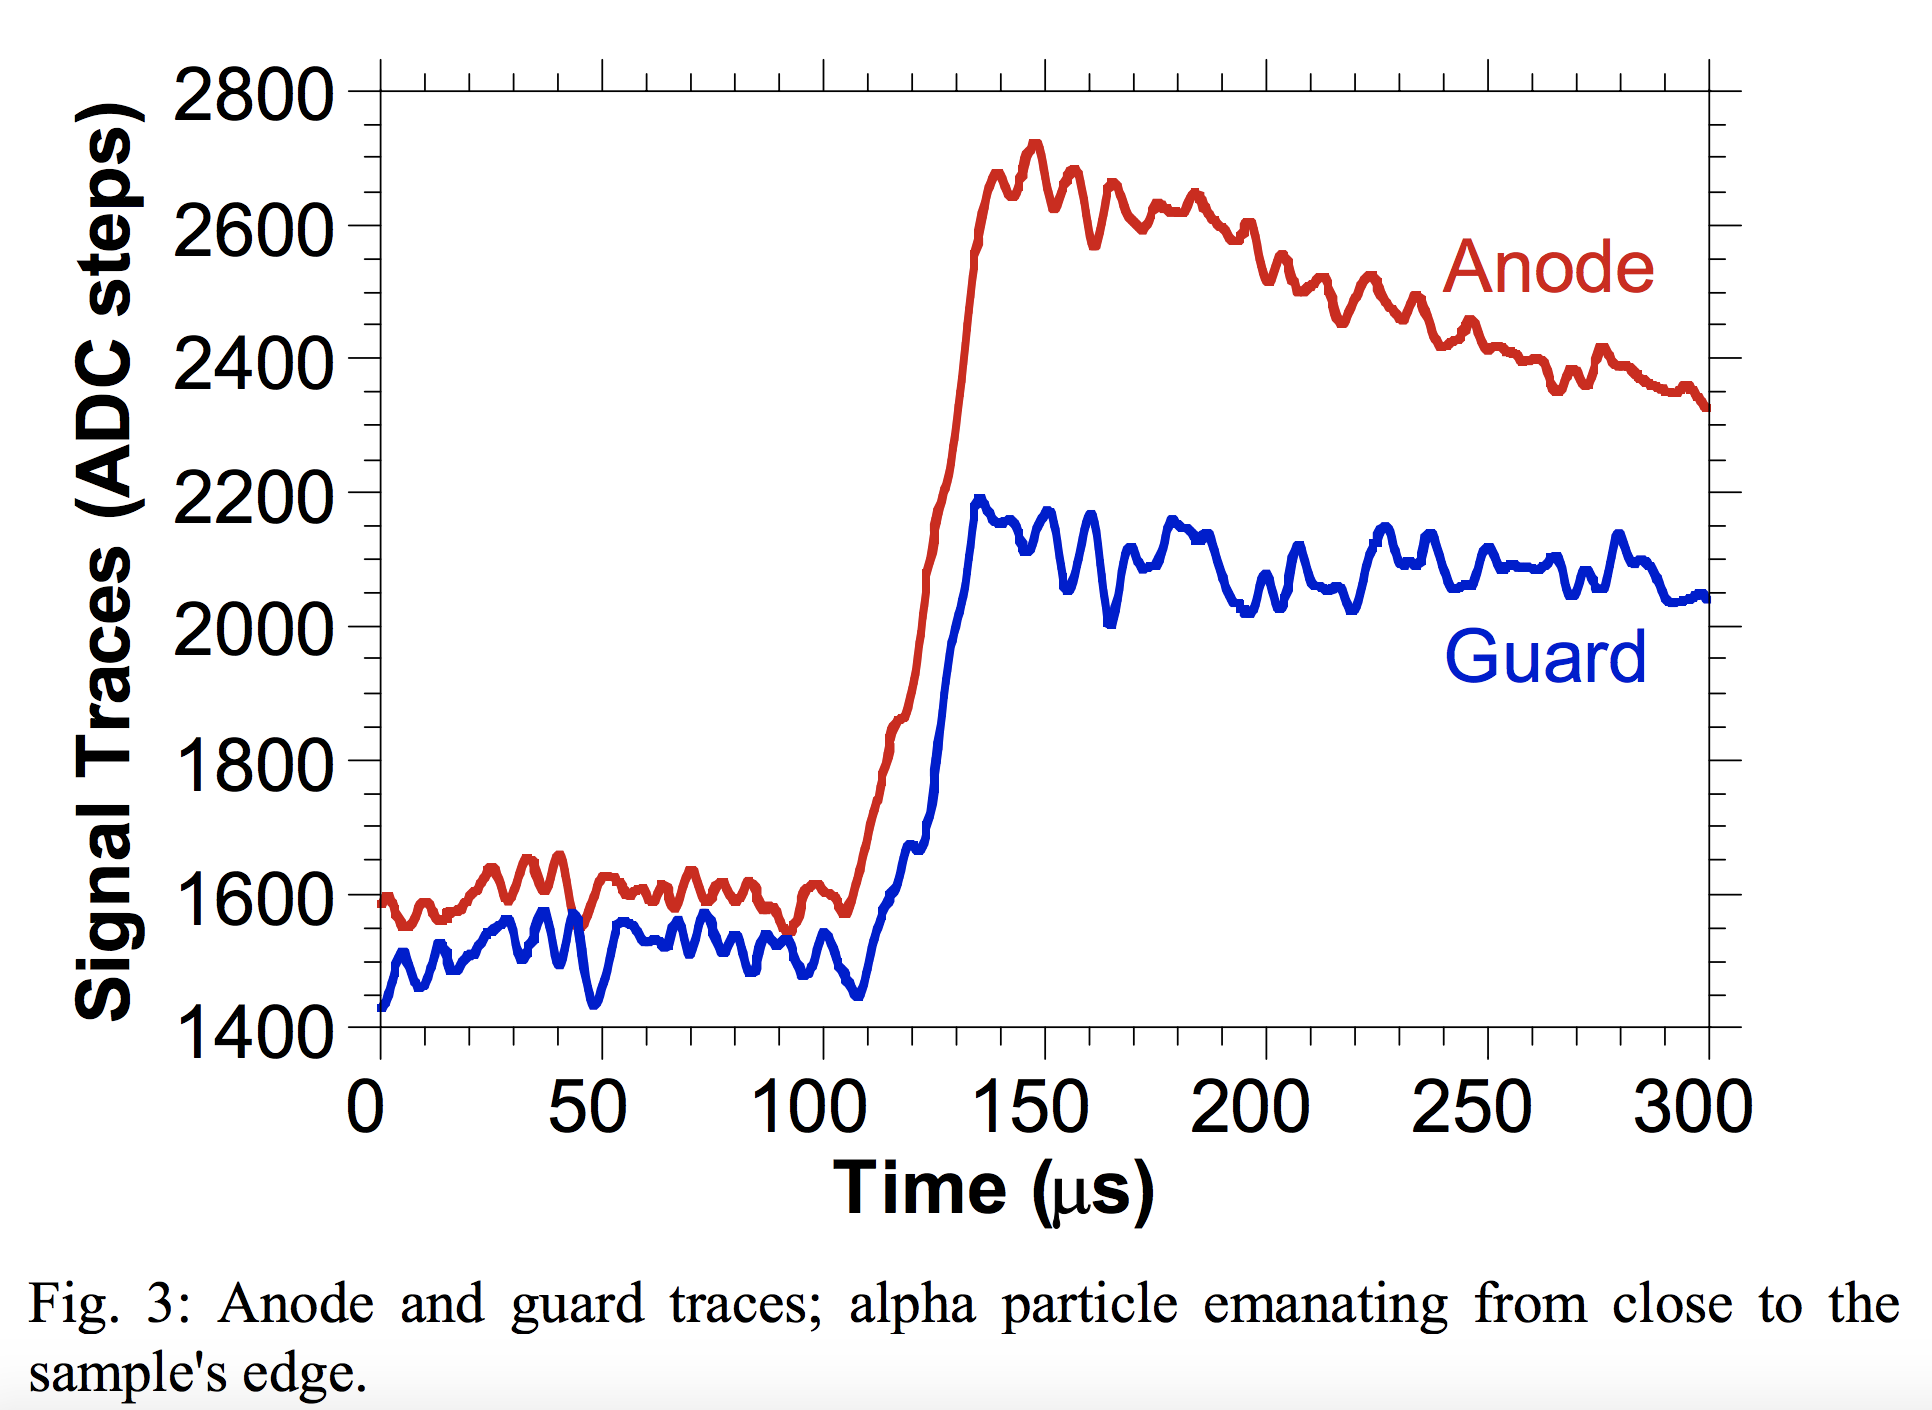 2800
2600
2400
2200
2000
1800
1600
1400
Signal Traces (ADC steps)
Anode
Guard
0 50 100 150 200 250 300
Time (μs)
Fig. 3: Anode and guard traces; alpha particle emanating from close to the
sample's edge.